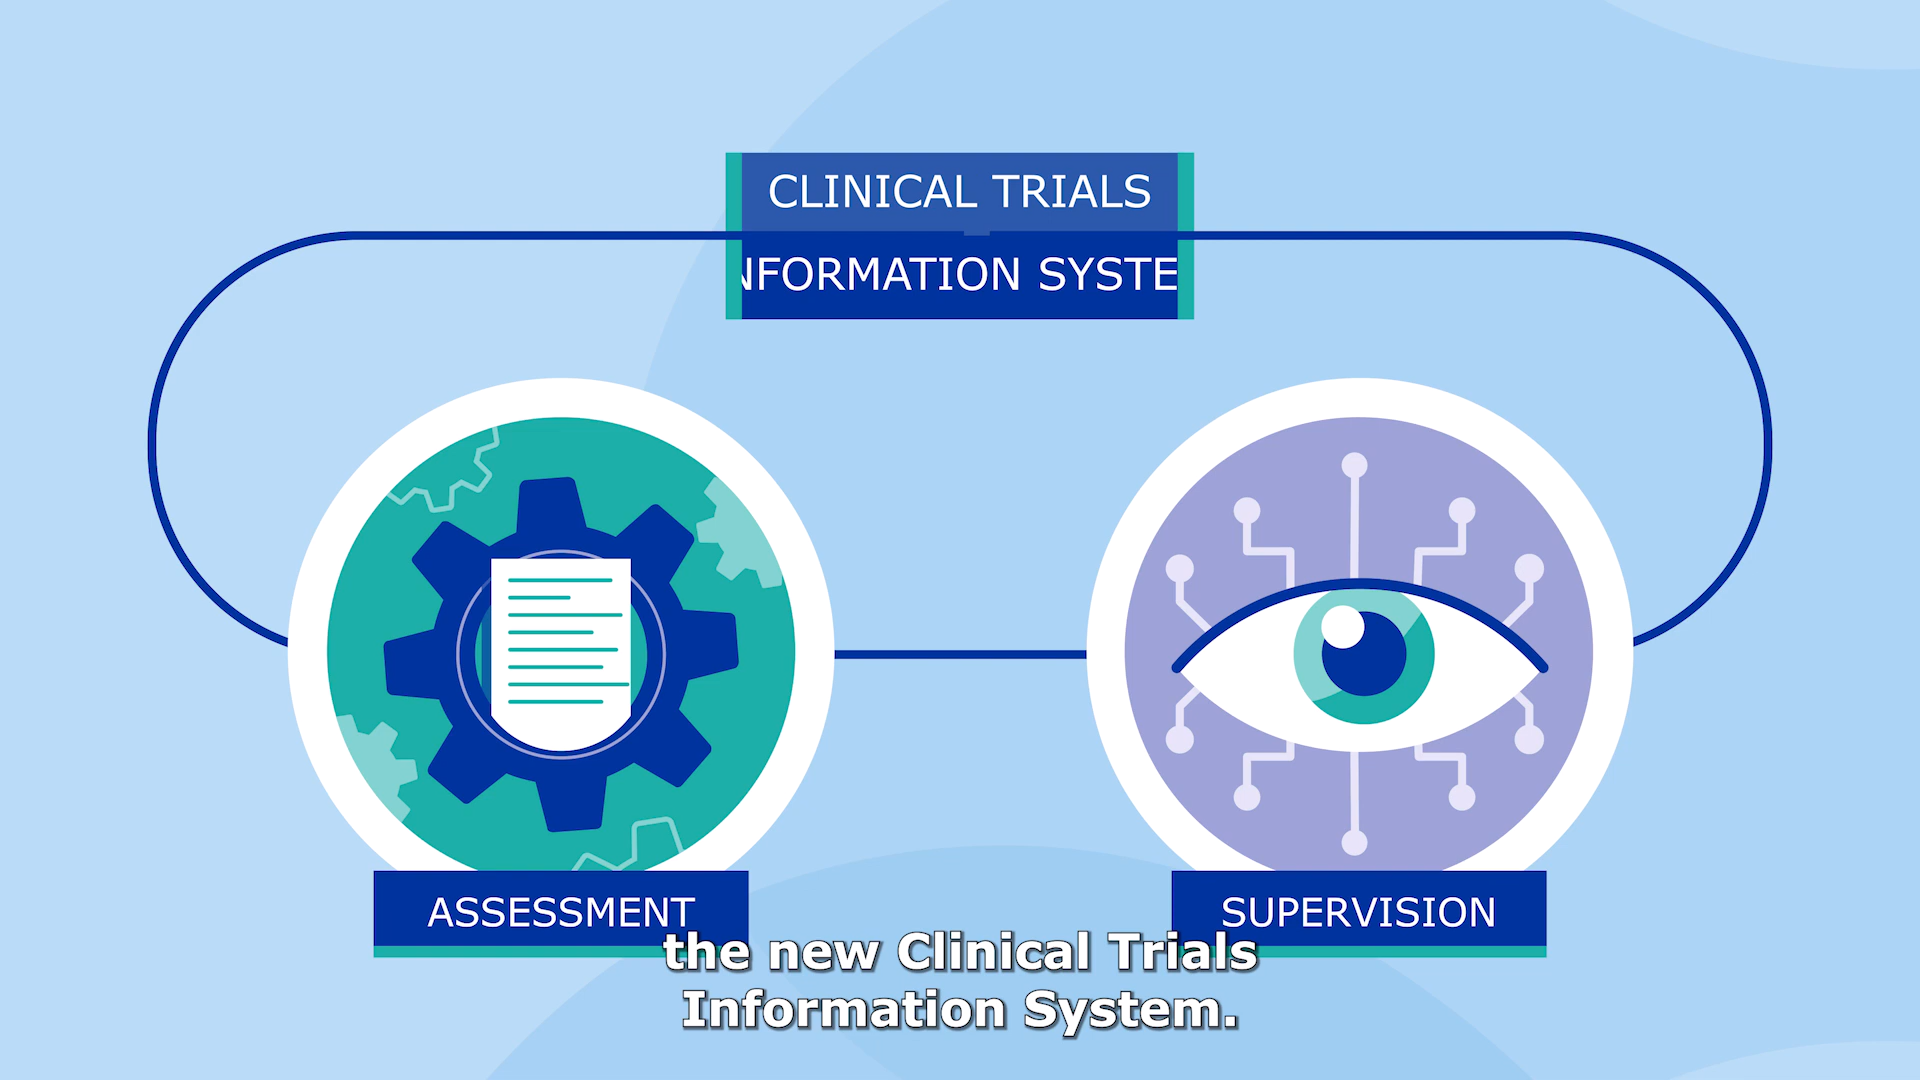 CLINICAL TRIALS
NFORMATION SYSTE
ASSESSMENT
SUPERVISION
the new Clinical Trials
Information System.